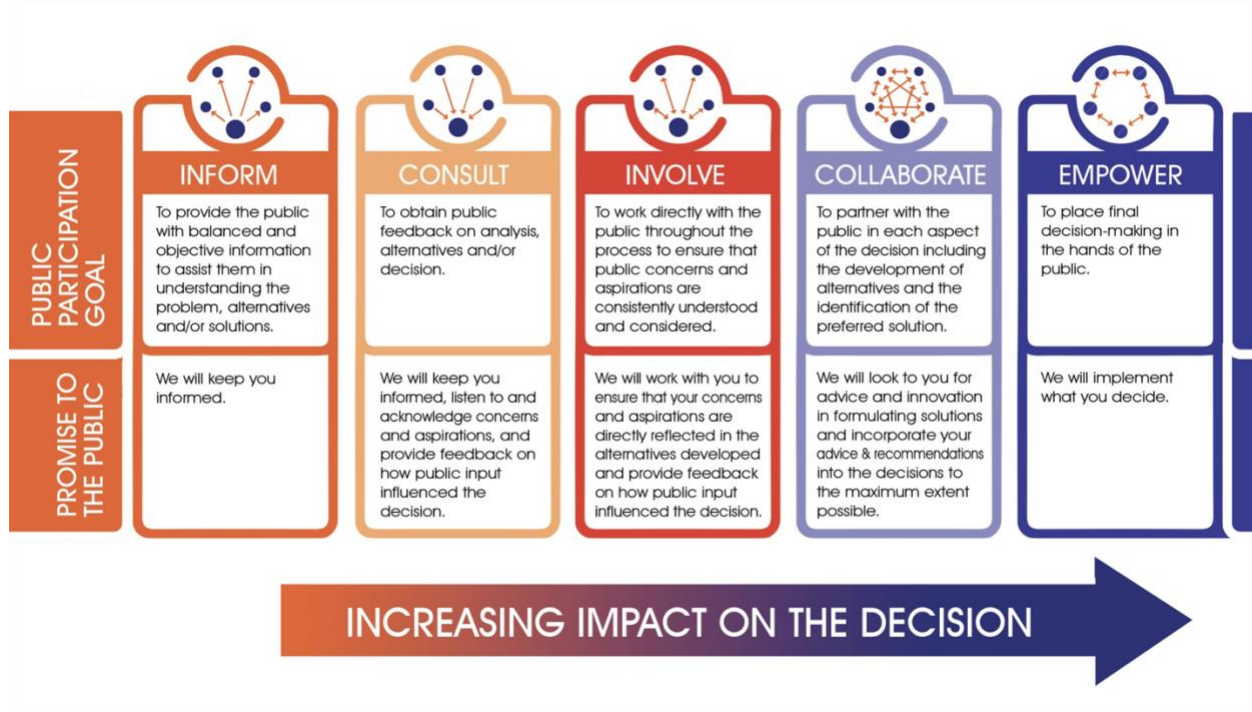 INFORM
CONSULT
INVOLVE
COLLABORATE
EMPOWER
PUBLIC
PARTICIPATION
GOAL
To provide the public
with balanced and
objective information
to assist them in
understanding the
problem, alternatives
and/or solutions.
To obtain public
feedback on analysis,
alternatives and/or
decision.
To work directly with the
public throughout the
process to ensure that
public concerns and
aspirations are
consistently understood
and considered.
To partner with the
public in each aspect
of the decision including
the development of
alternatives and the
identification of the
preferred solution.
To place final
decision-making in
the hands of the
public.
PROMISE TO
THE PUBLIC
We will keep you
informed.
We will keep you
informed, listen to and
acknowledge concerns
and aspirations, and
provide feedback on
how public input
influenced the
decision.
We will work with you to
ensure that your concerns
and aspirations are
directly reflected in the
alternatives developed
and provide feedback
on how public input
influenced the decision.
We will look to you for
advice and innovation
in formulating solutions
and incorporate your
advice & recommendations
into the decisions to
the maximum extent
possible.
We will implement
what you decide.
INCREASING IMPACT ON THE DECISION